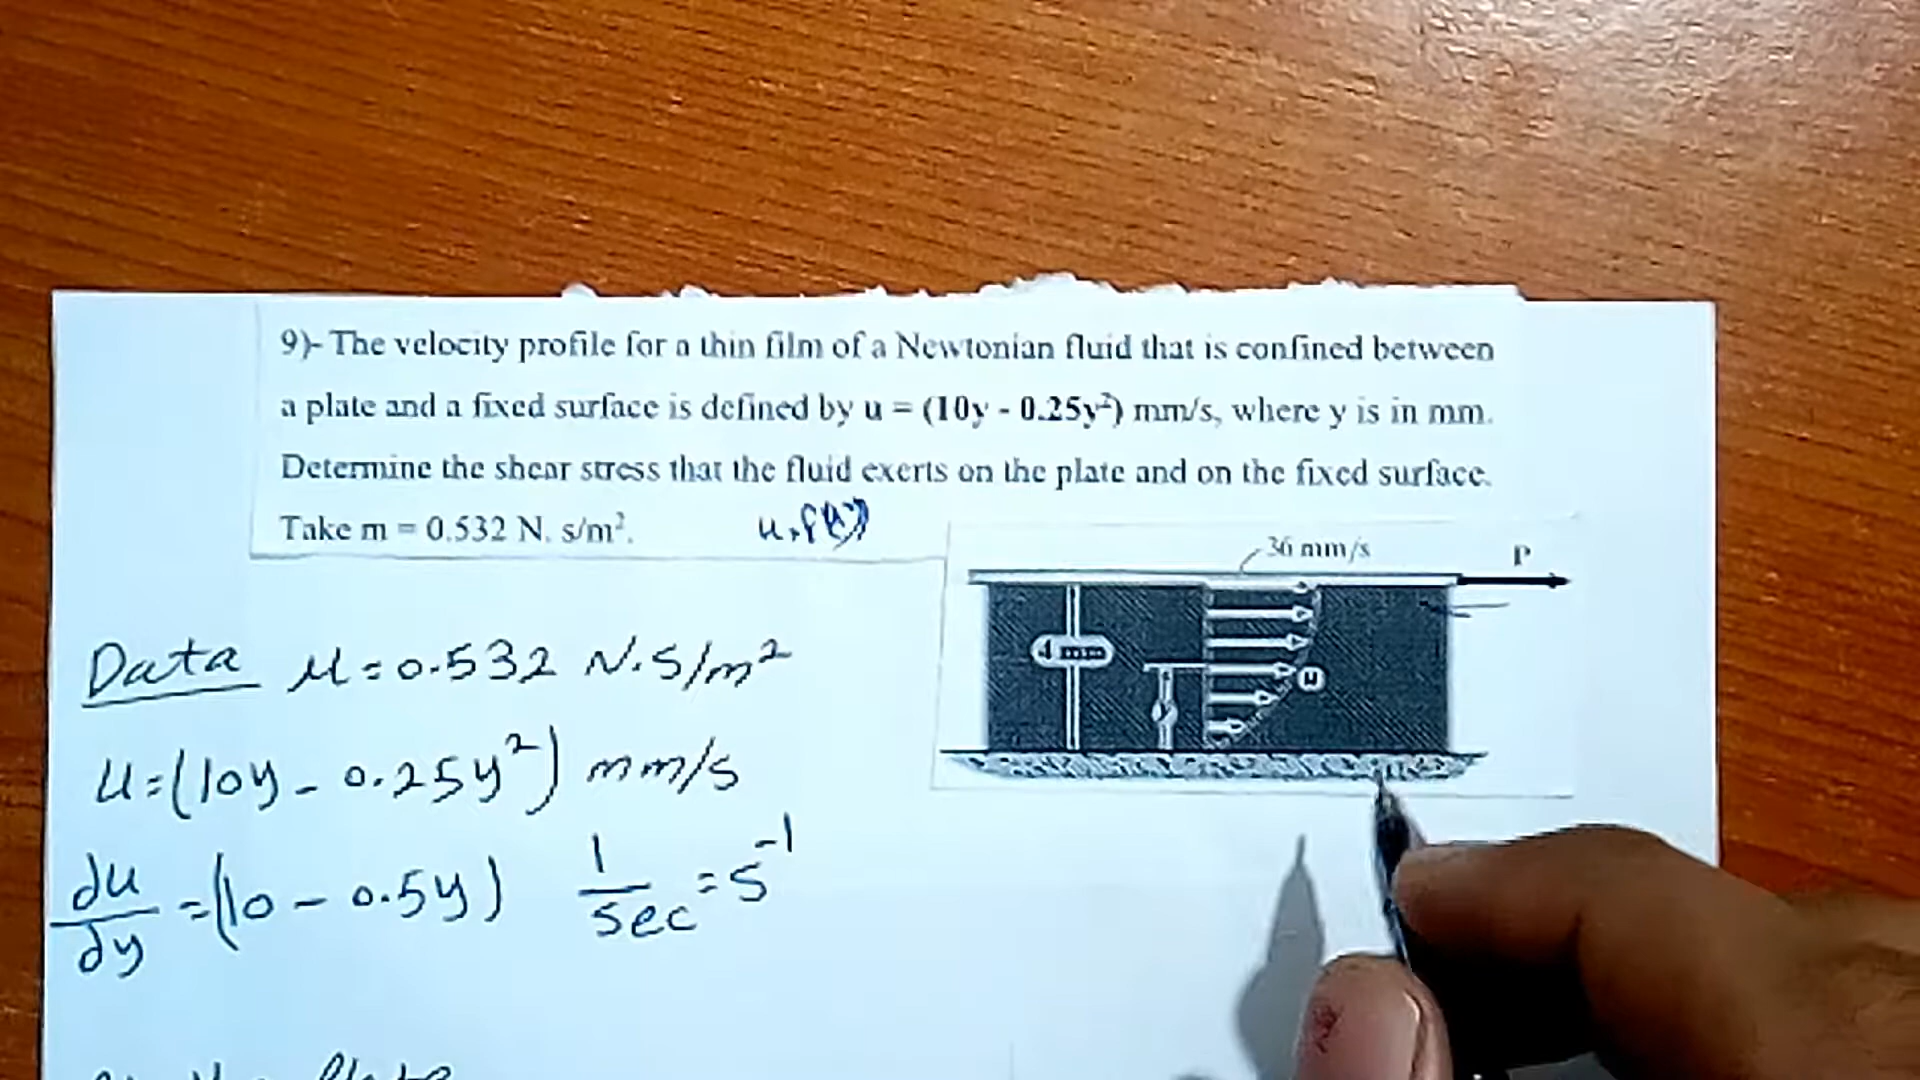 9)- The velocity profile for a thin film of a Newtonian fluid that is confined between
a plate and a fixed surface is defined by u = (10y - 0.25y²) mm/s, where y is in mm.
Determine the shear stress that the fluid exerts on the plate and on the fixed surface.
Take m = 0.532 N. s/m².
36 mm/s
P
4 mm
u
y
Data μ = 0.532 N.S/m²
u=(10y - 0.25y²) mm/s
du/dy =(10 - 0.5y) 1/sec = s⁻¹
Plate